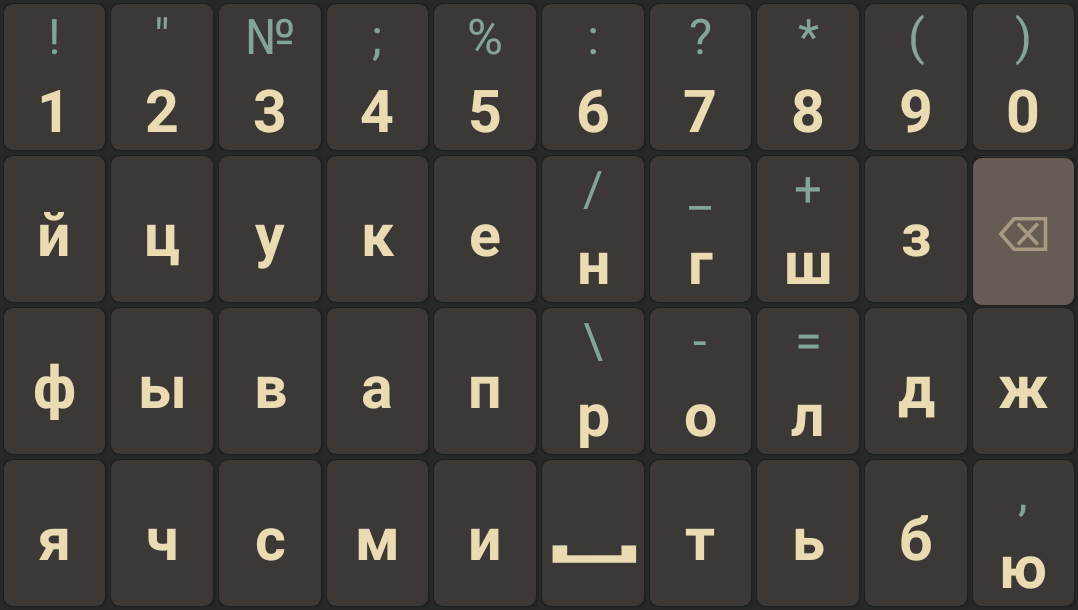 ! " № ; % : ? * ( )
1 2 3 4 5 6 7 8 9 0
/ _ +
й ц у к е н г ш з
\ - =
ф ы в а п р о л д ж
,
я ч с м и т ь б ю